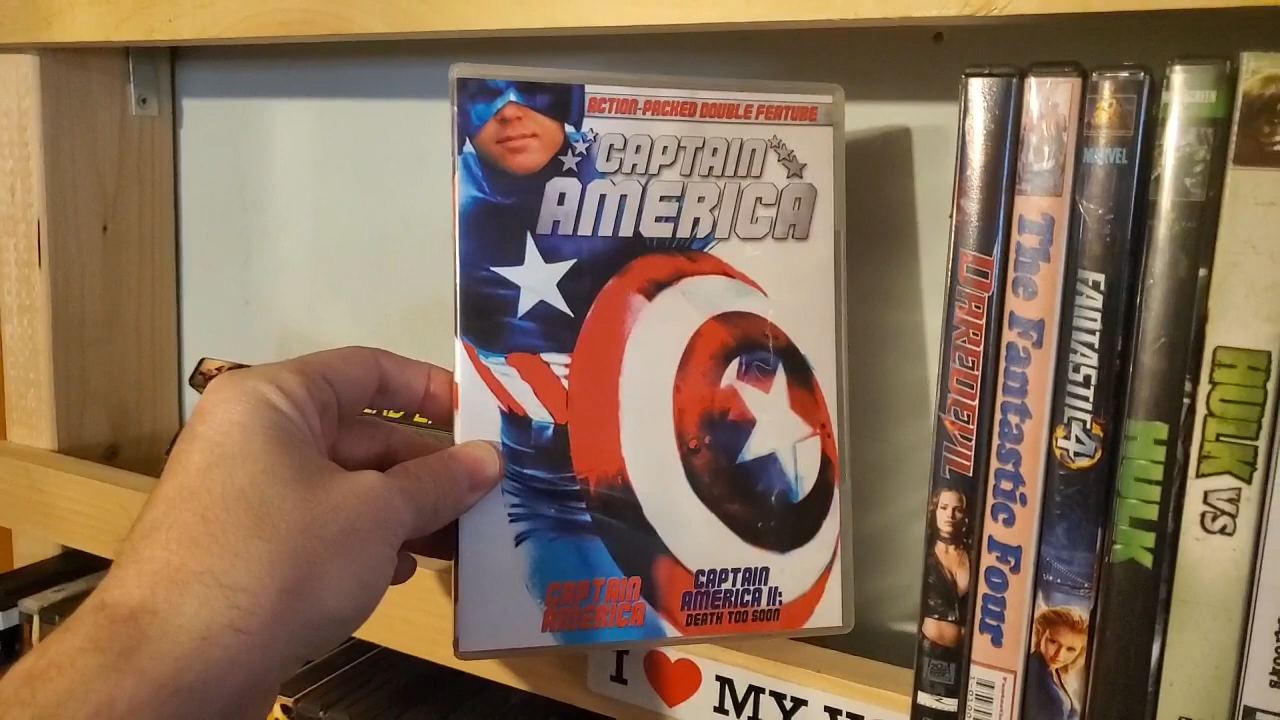 ACTION-PACKED DOUBLE FEATURE
CAPTAIN
AMERICA
CAPTAIN
AMERICA
CAPTAIN
AMERICA II:
DEATH TOO SOON
DAREDEVIL
The Fantastic Four
MARVEL
FANTASTIC 4
HULK
HULK VS
I ❤ MY